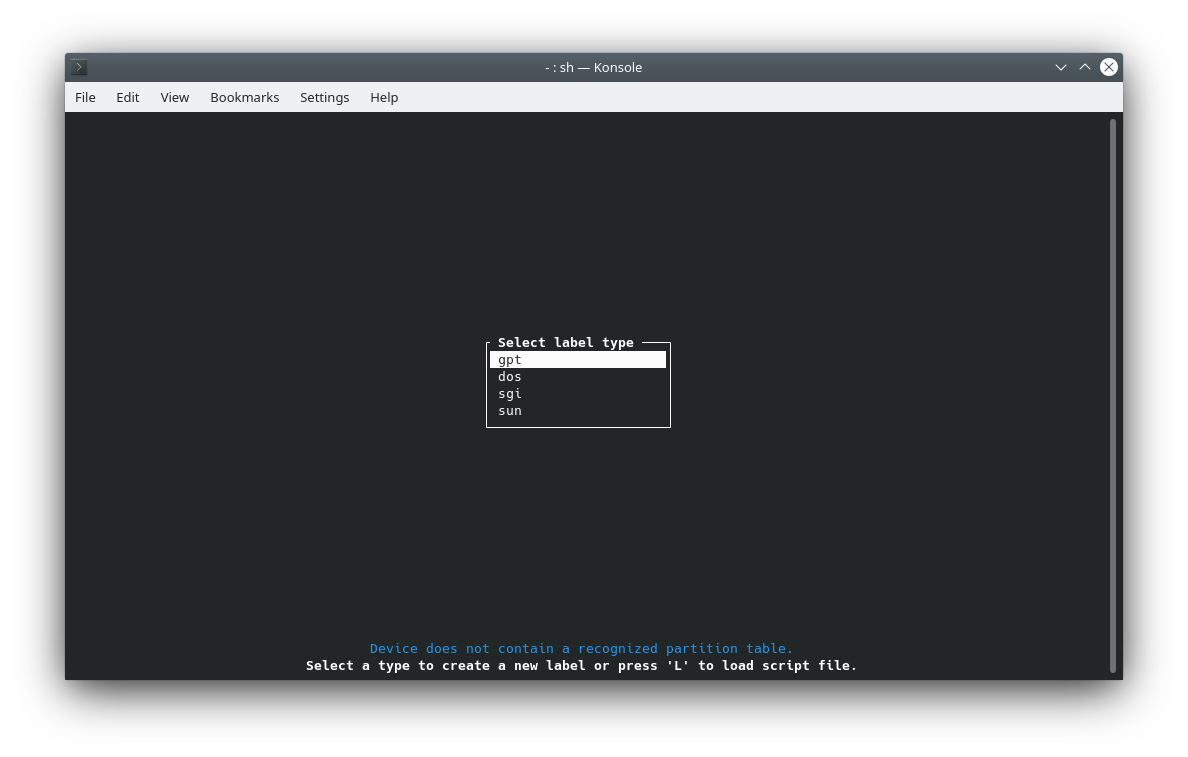 - : sh — Konsole
File Edit View Bookmarks Settings Help
Select label type
gpt
dos
sgi
sun
Device does not contain a recognized partition table.
Select a type to create a new label or press 'L' to load script file.